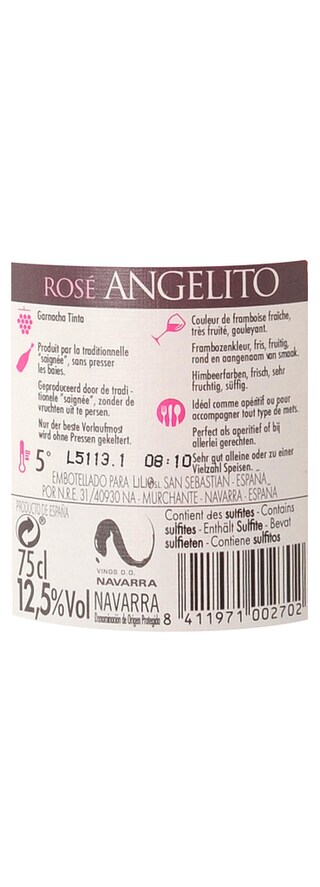 ROSÉ ANGELITO
Garnacha Tinta
Produit par la traditionnelle
"saignée", sans presser
les baies.
Geproduceerd door de tradi-
tionele "saignée", zonder de
vruchten uit te persen.
Nur der beste Vorlaufmost
wird ohne Pressen gekeltert.
5°
L5113.1 08:10
Couleur de framboise fraîche,
très fruité, gouleyant.
Frambozenkleur, fris, fruitig,
rond en aangenaam van smaak.
Himbeerfarben, frisch, sehr
fruchtig, süffig.
Idéal comme apéritif ou pour
accompagner tout type de mets.
Perfect als aperitief of bij
allerlei gerechten.
Sehr gut alleine oder zu einer
Vielzahl Speisen.
EMBOTELLADO PARA LILIOSL SAN SEBASTIAN - ESPAÑA
POR N.R.E. 31/40930 NA - MURCHANTE - NAVARRA - ESPAÑA
PRODUCTO DE ESPAÑA
75 cl
12,5%Vol
VINOS D.O.
NAVARRA
NAVARRA
Denominación de Origen Protegida
Contient des sulfites - Contains
sulfites - Enthält Sulfite - Bevat
sulfieten - Contiene sulfitos
8 411971 002702